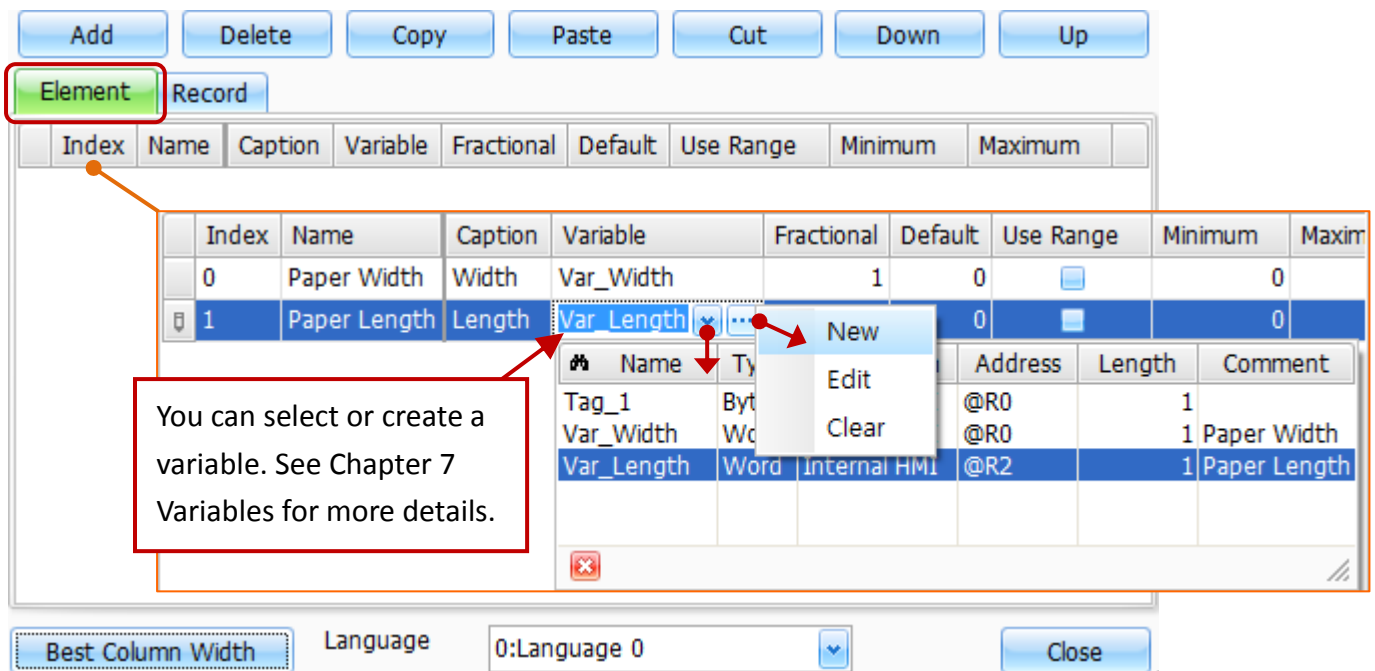 Add Delete Copy Paste Cut Down Up
Element Record
Index Name Caption Variable Fractional Default Use Range Minimum Maximum
Index Name Caption Variable Fractional Default Use Range Minimum Maxim
0 Paper Width Width Var_Width 1 0 0
1 Paper Length Length Var_Length ... 0 0
New
Edit
Clear
Name Ty Address Length Comment
Tag_1 Byt @R0 1
Var_Width Wo @R0 1 Paper Width
Var_Length Word Internal HMI @R2 1 Paper Length
You can select or create a
variable. See Chapter 7
Variables for more details.
Best Column Width Language 0:Language 0 Close